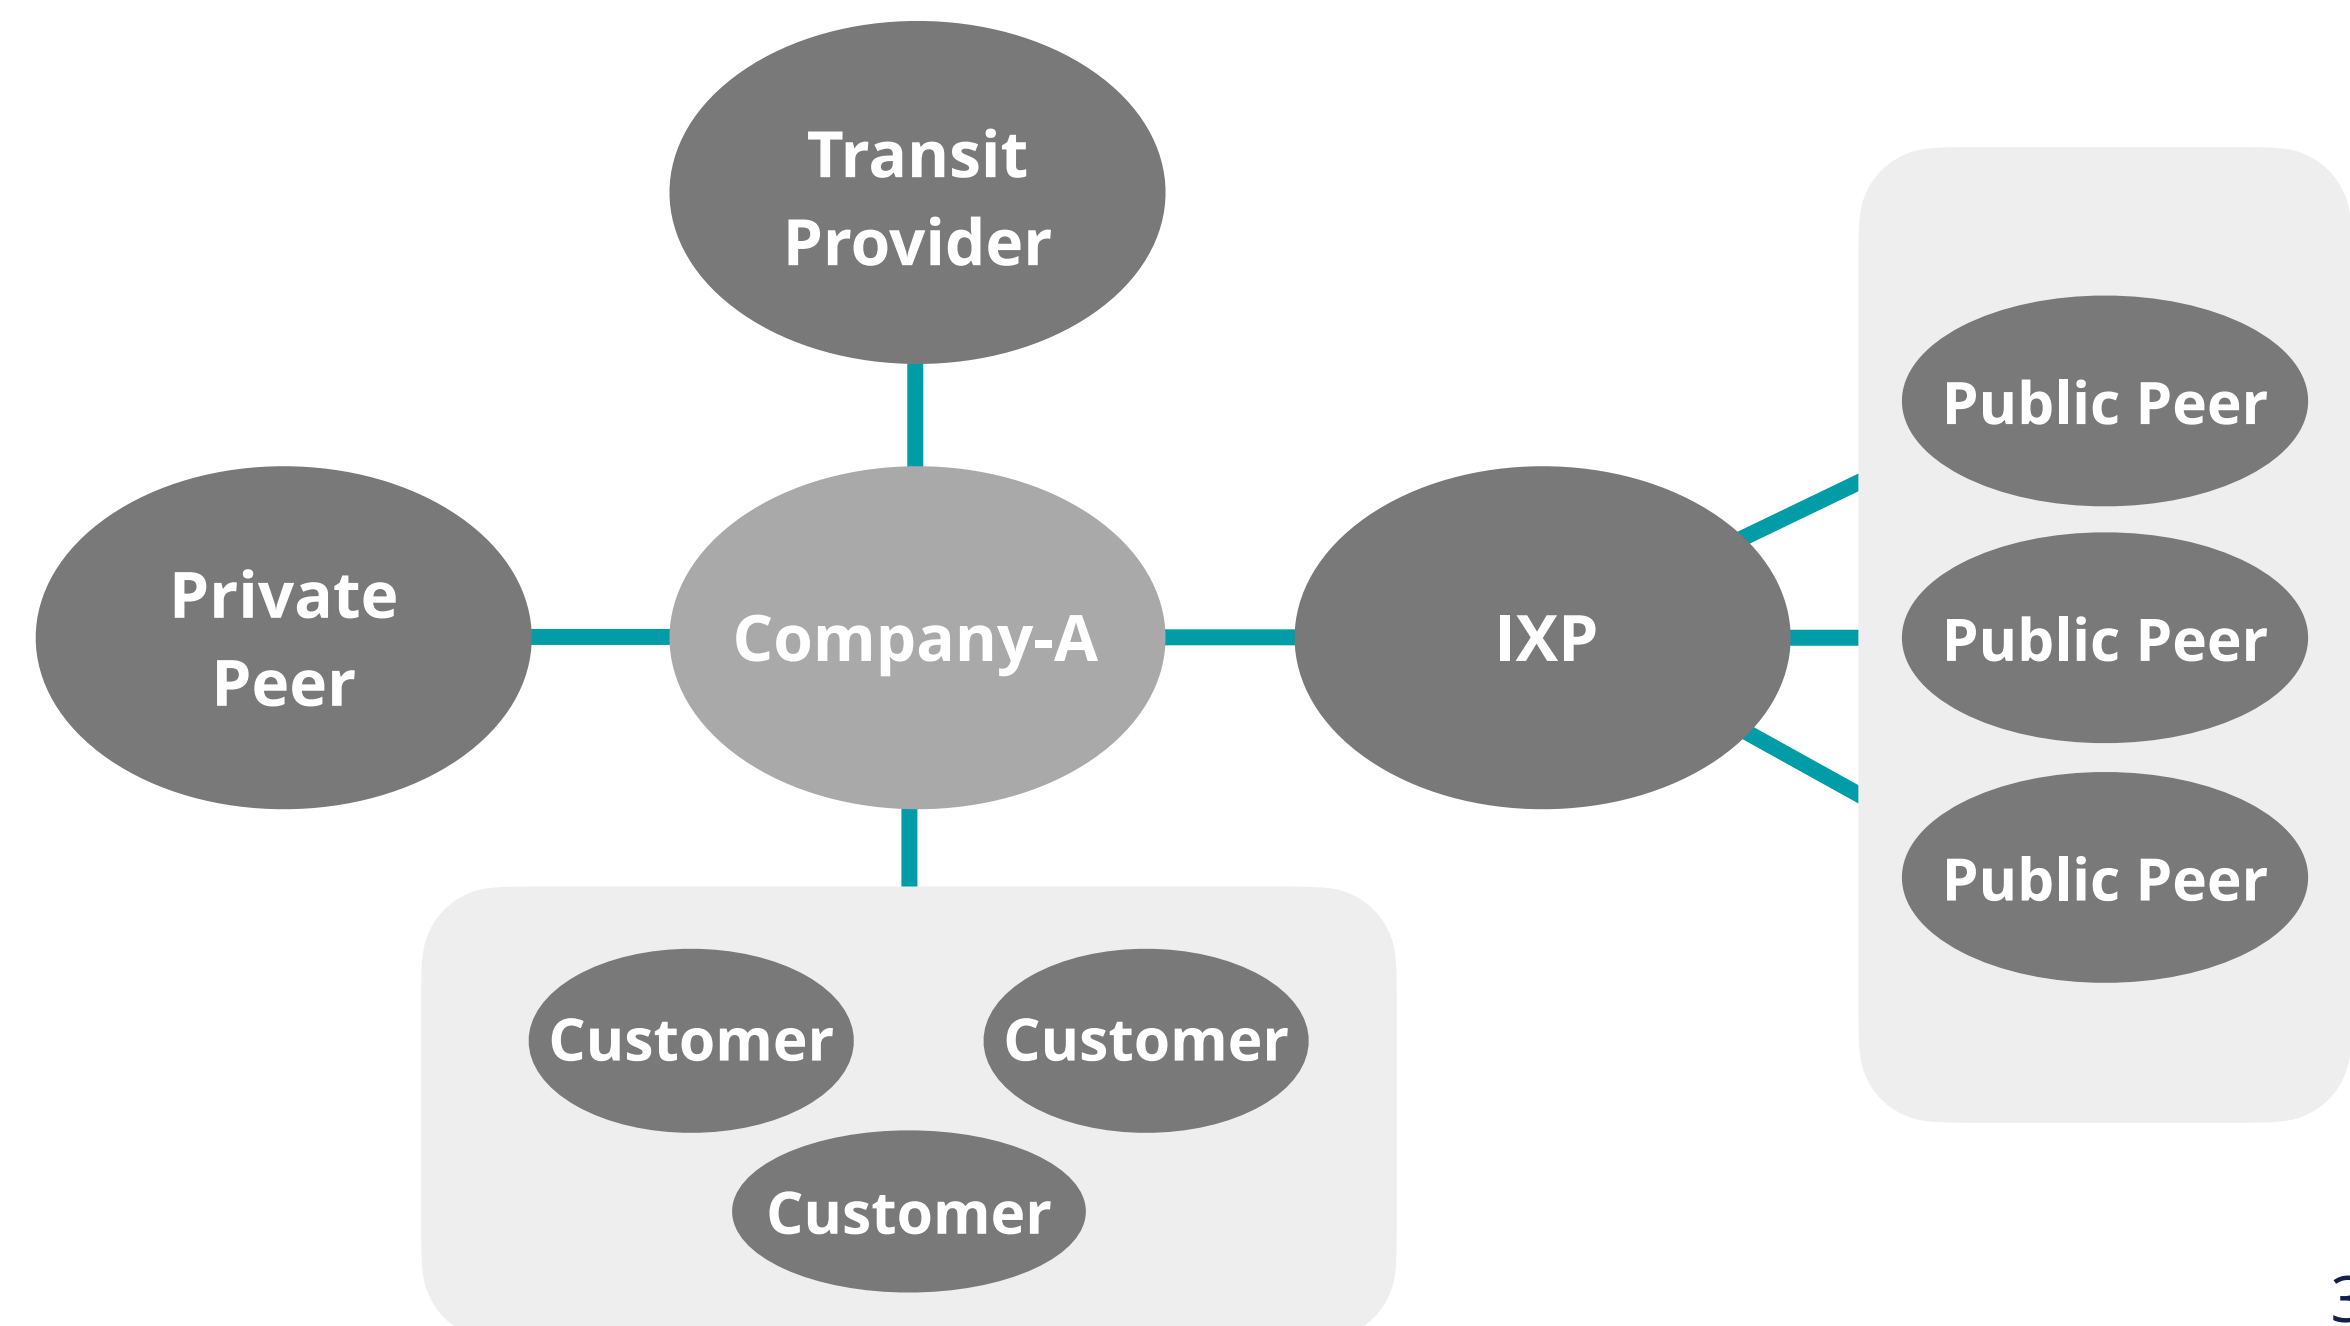 Transit
Provider
Private
Peer
Company-A
IXP
Public Peer
Public Peer
Public Peer
Customer
Customer
Customer